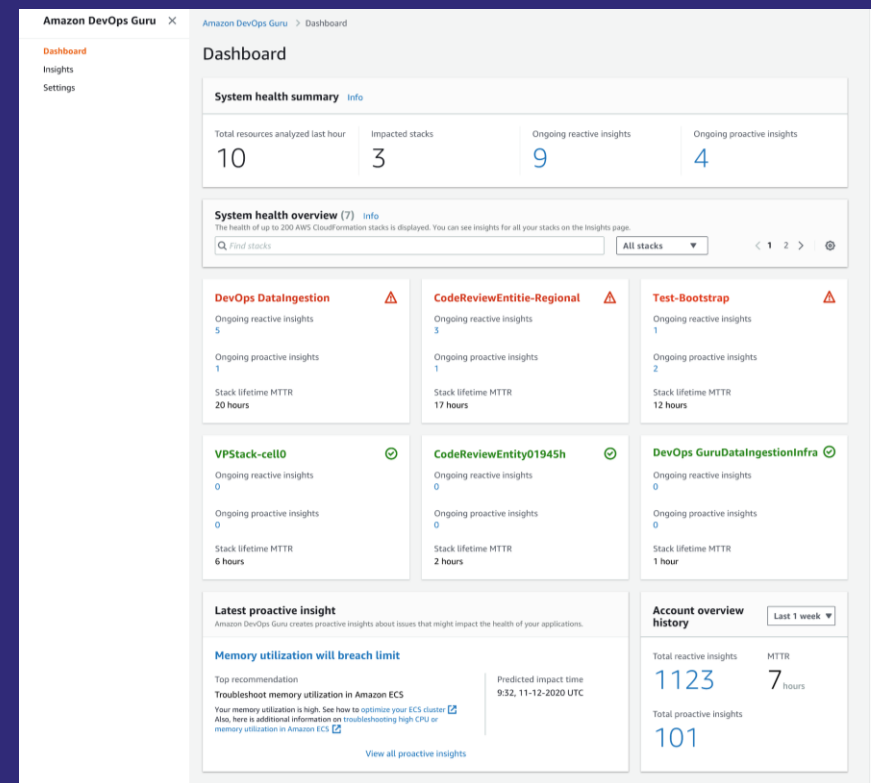 Amazon DevOps Guru
Dashboard
Insights
Settings
Amazon DevOps Guru > Dashboard
Dashboard
System health summary Info
Total resources analyzed last hour
10
Impacted stacks
3
Ongoing reactive insights
9
Ongoing proactive insights
4
System health overview (7) Info
The health of up to 200 AWS CloudFormation stacks is displayed. You can see insights for all your stacks on the Insights page.
Find stacks
All stacks
1 2
DevOps DataIngestion
Ongoing reactive insights
5
Ongoing proactive insights
1
Stack lifetime MTTR
20 hours
CodeReviewEntitie-Regional
Ongoing reactive insights
3
Ongoing proactive insights
1
Stack lifetime MTTR
17 hours
Test-Bootstrap
Ongoing reactive insights
1
Ongoing proactive insights
2
Stack lifetime MTTR
12 hours
VPStack-cell0
Ongoing reactive insights
0
Ongoing proactive insights
0
Stack lifetime MTTR
6 hours
CodeReviewEntity01945h
Ongoing reactive insights
0
Ongoing proactive insights
0
Stack lifetime MTTR
2 hours
DevOps GuruDataIngestionInfra
Ongoing reactive insights
0
Ongoing proactive insights
0
Stack lifetime MTTR
1 hour
Latest proactive insight
Amazon DevOps Guru creates proactive insights about issues that might impact the health of your applications.
Memory utilization will breach limit
Top recommendation
Troubleshoot memory utilization in Amazon ECS
Your memory utilization is high. See how to optimize your ECS cluster
Also, here is additional information on troubleshooting high CPU or
memory utilization in Amazon ECS
Predicted impact time
9:32, 11-12-2020 UTC
View all proactive insights
Account overview
history
Last 1 week
Total reactive insights
1123
MTTR
7 hours
Total proactive insights
101